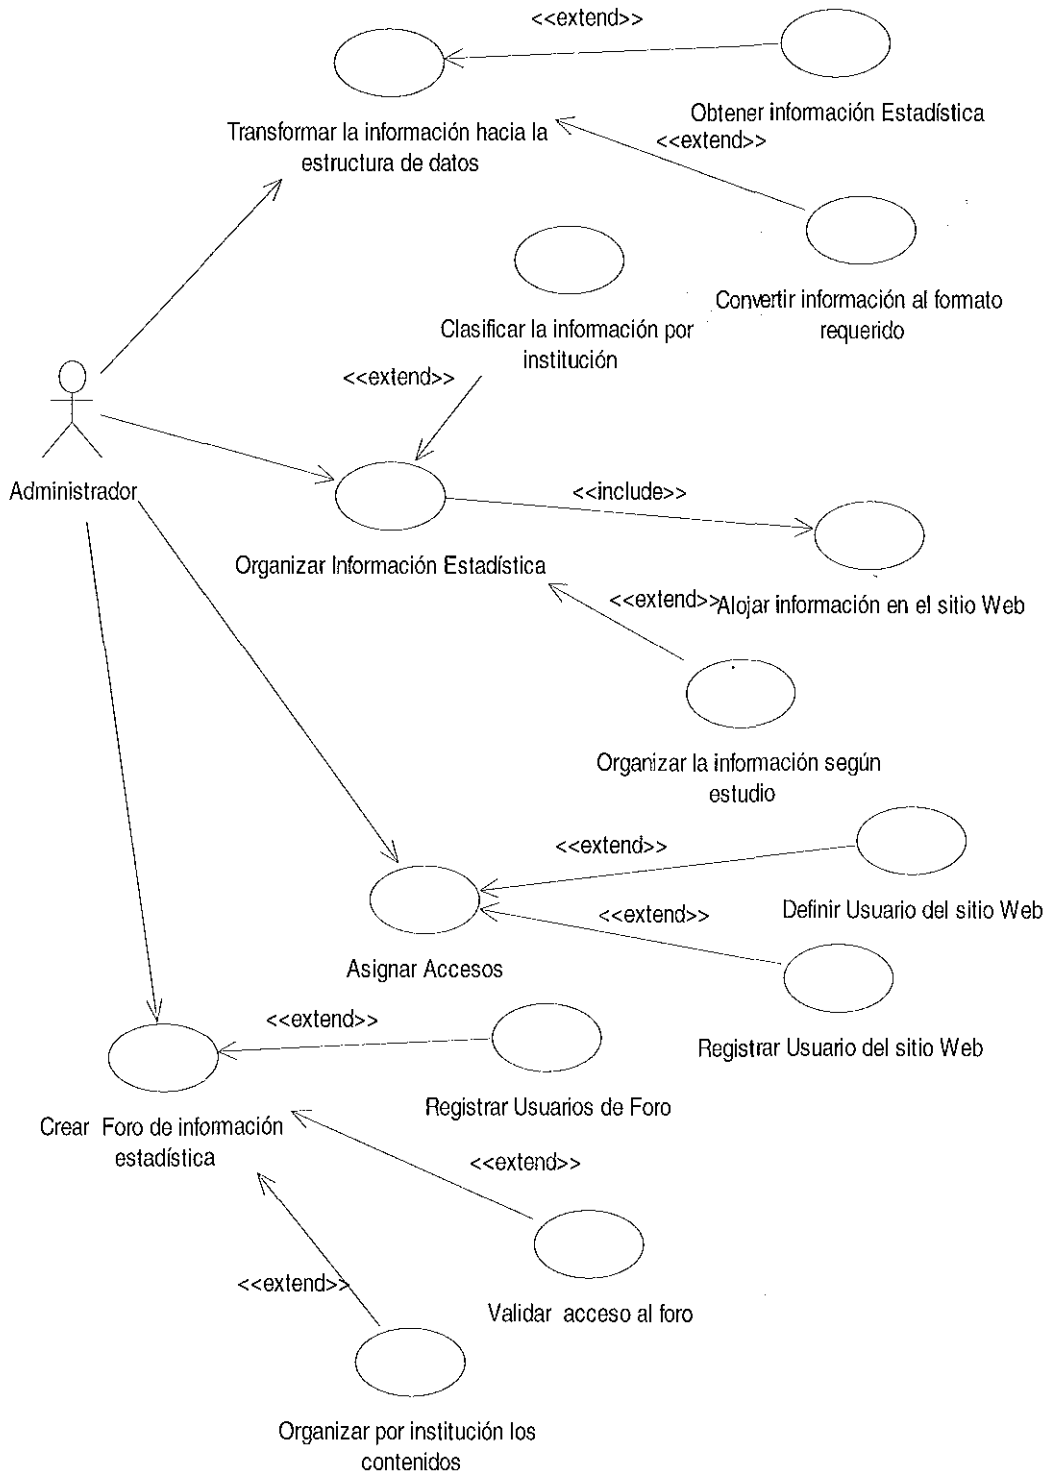 <<extend>>
Obtener información Estadística
Transformar la información hacia la
estructura de datos
<<extend>>
Convertir información al formato
requerido
Clasificar la información por
institución
<<extend>>
Administrador
<<include>>
Organizar Información Estadística
<<extend>>
Alojar información en el sitio Web
Organizar la información según
estudio
<<extend>>
Definir Usuario del sitio Web
<<extend>>
Asignar Accesos
Registrar Usuario del sitio Web
<<extend>>
Registrar Usuarios de Foro
Crear Foro de información
estadística
<<extend>>
<<extend>>
Validar acceso al foro
Organizar por institución los
contenidos